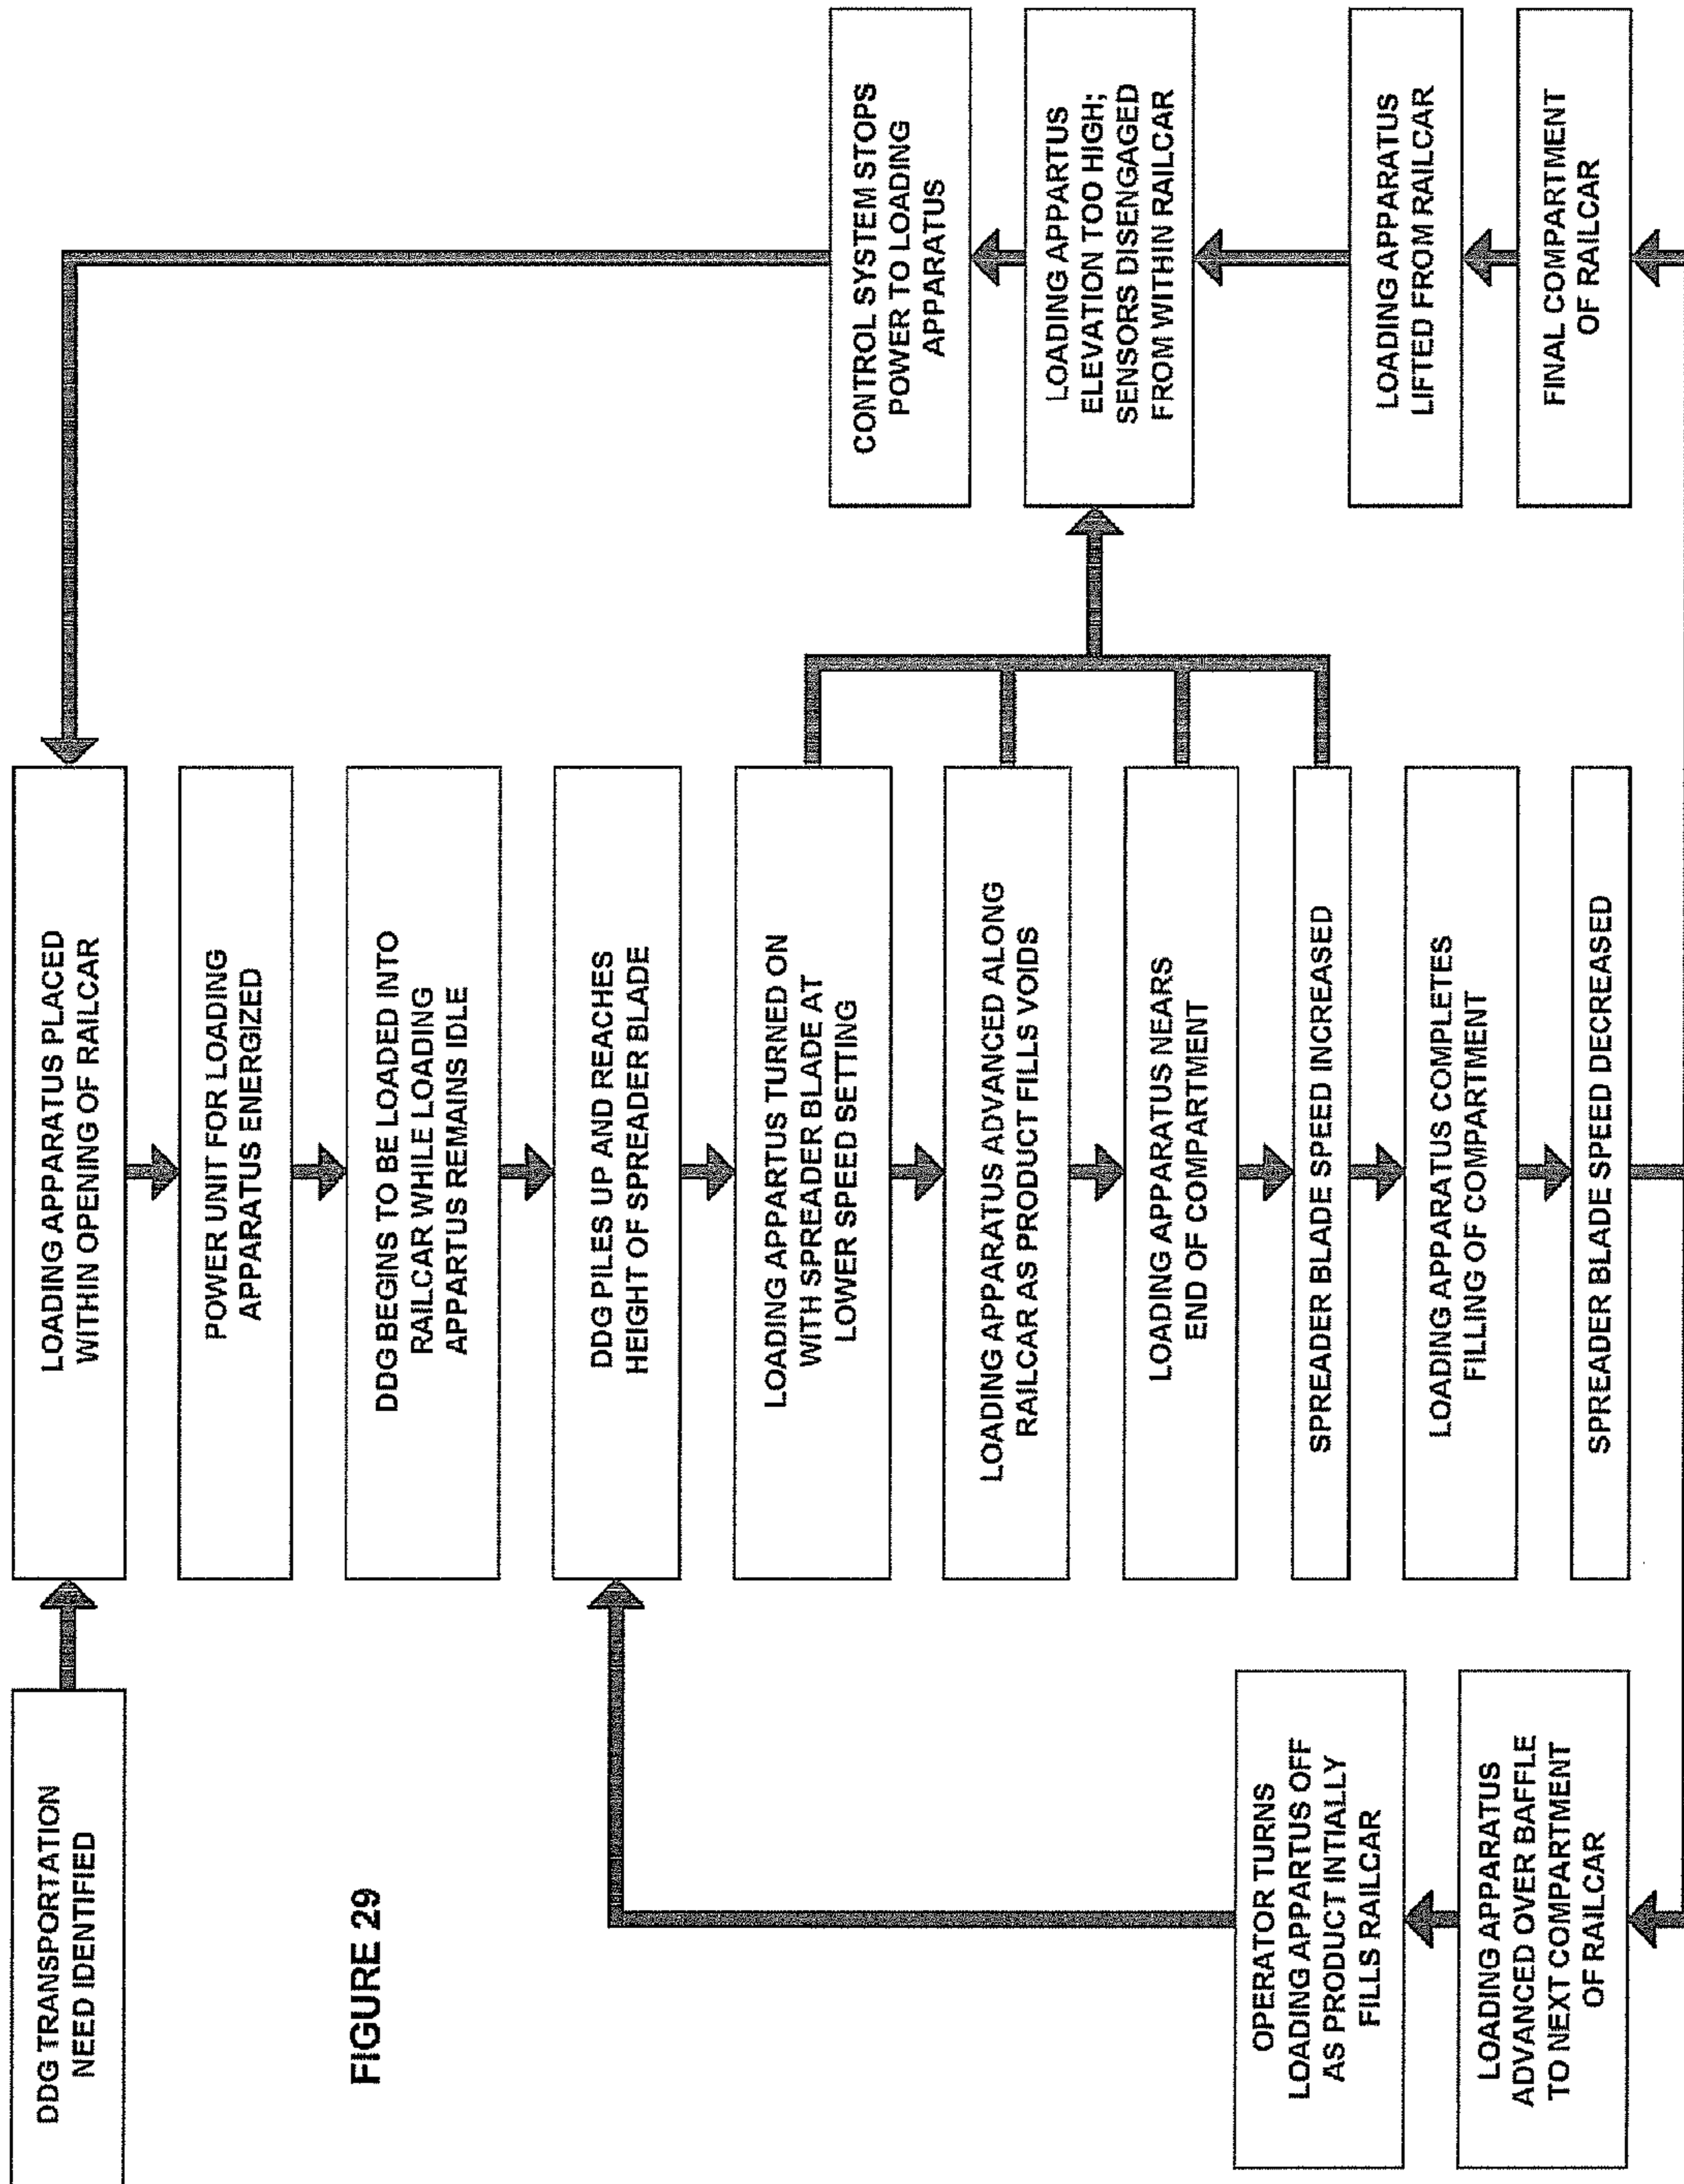 DDG TRANSPORTATION
NEED IDENTIFIED
LOADING APPARATUS PLACED
WITHIN OPENING OF RAILCAR
POWER UNIT FOR LOADING
APPARATUS ENERGIZED
DDG BEGINS TO BE LOADED INTO
RAILCAR WHILE LOADING
APPARTUS REMAINS IDLE
DDG PILES UP AND REACHES
HEIGHT OF SPREADER BLADE
LOADING APPARTUS TURNED ON
WITH SPREADER BLADE AT
LOWER SPEED SETTING
LOADING APPARATUS ADVANCED ALONG
RAILCAR AS PRODUCT FILLS VOIDS
LOADING APPARATUS NEARS
END OF COMPARTMENT
SPREADER BLADE SPEED INCREASED
LOADING APPARATUS COMPLETES
FILLING OF COMPARTMENT
SPREADER BLADE SPEED DECREASED
OPERATOR TURNS
LOADING APPARTUS OFF
AS PRODUCT INTIALLY
FILLS RAILCAR
LOADING APPARATUS
ADVANCED OVER BAFFLE
TO NEXT COMPARTMENT
OF RAILCAR
CONTROL SYSTEM STOPS
POWER TO LOADING
APPARATUS
LOADING APPARTUS
ELEVATION TOO HIGH;
SENSORS DISENGAGED
FROM WITHIN RAILCAR
LOADING APPARATUS
LIFTED FROM RAILCAR
FINAL COMPARTMENT
OF RAILCAR
FIGURE 29